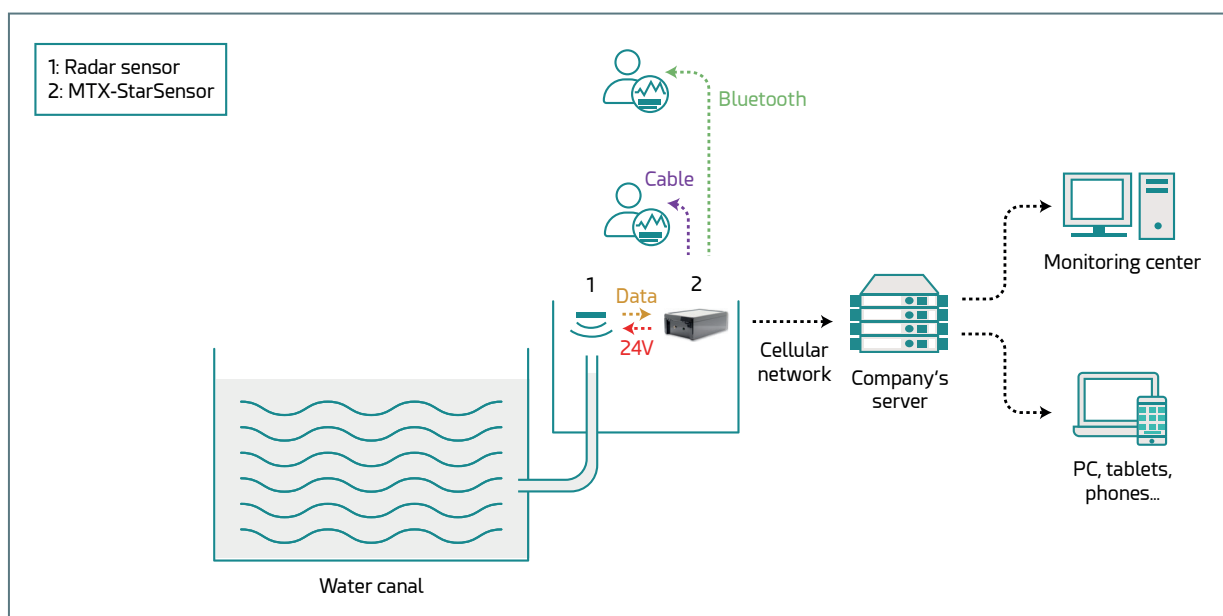 1: Radar sensor
2: MTX-StarSensor
Bluetooth
Cable
1
Data
2
24V
Cellular
network
Company's
server
Monitoring center
PC, tablets,
phones...
Water canal